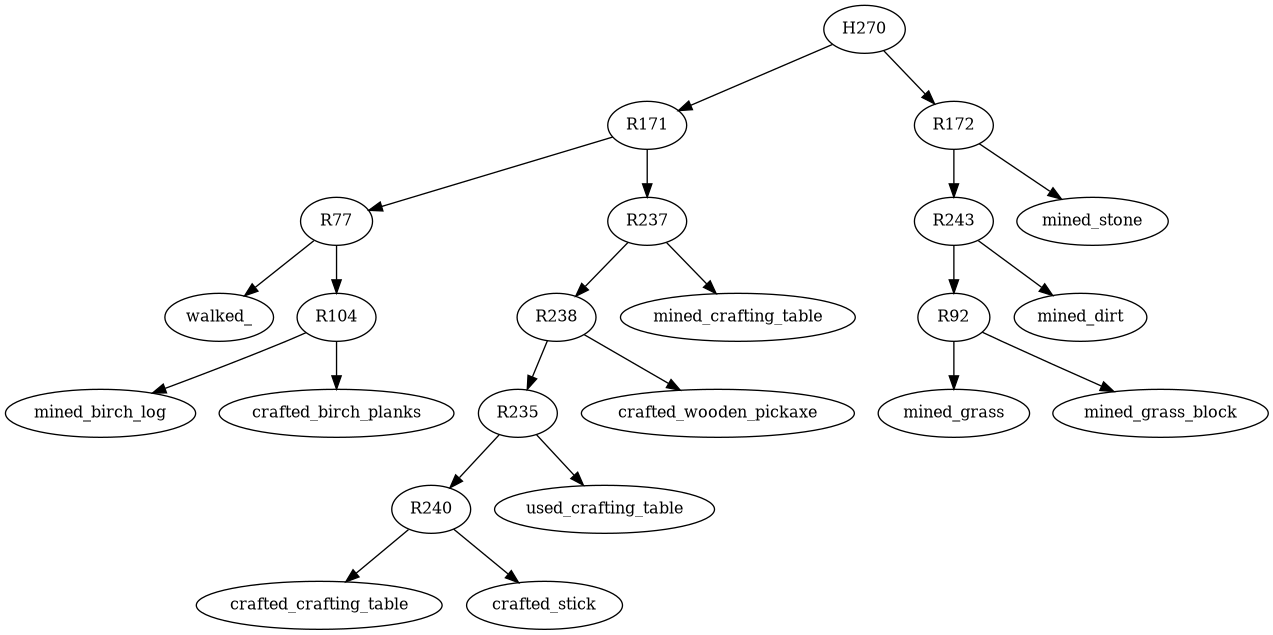 H270
R171
R172
R77
R237
R243
mined_stone
walked_
R104
R238
mined_crafting_table
R92
mined_dirt
mined_birch_log
crafted_birch_planks
R235
crafted_wooden_pickaxe
mined_grass
mined_grass_block
R240
used_crafting_table
crafted_crafting_table
crafted_stick